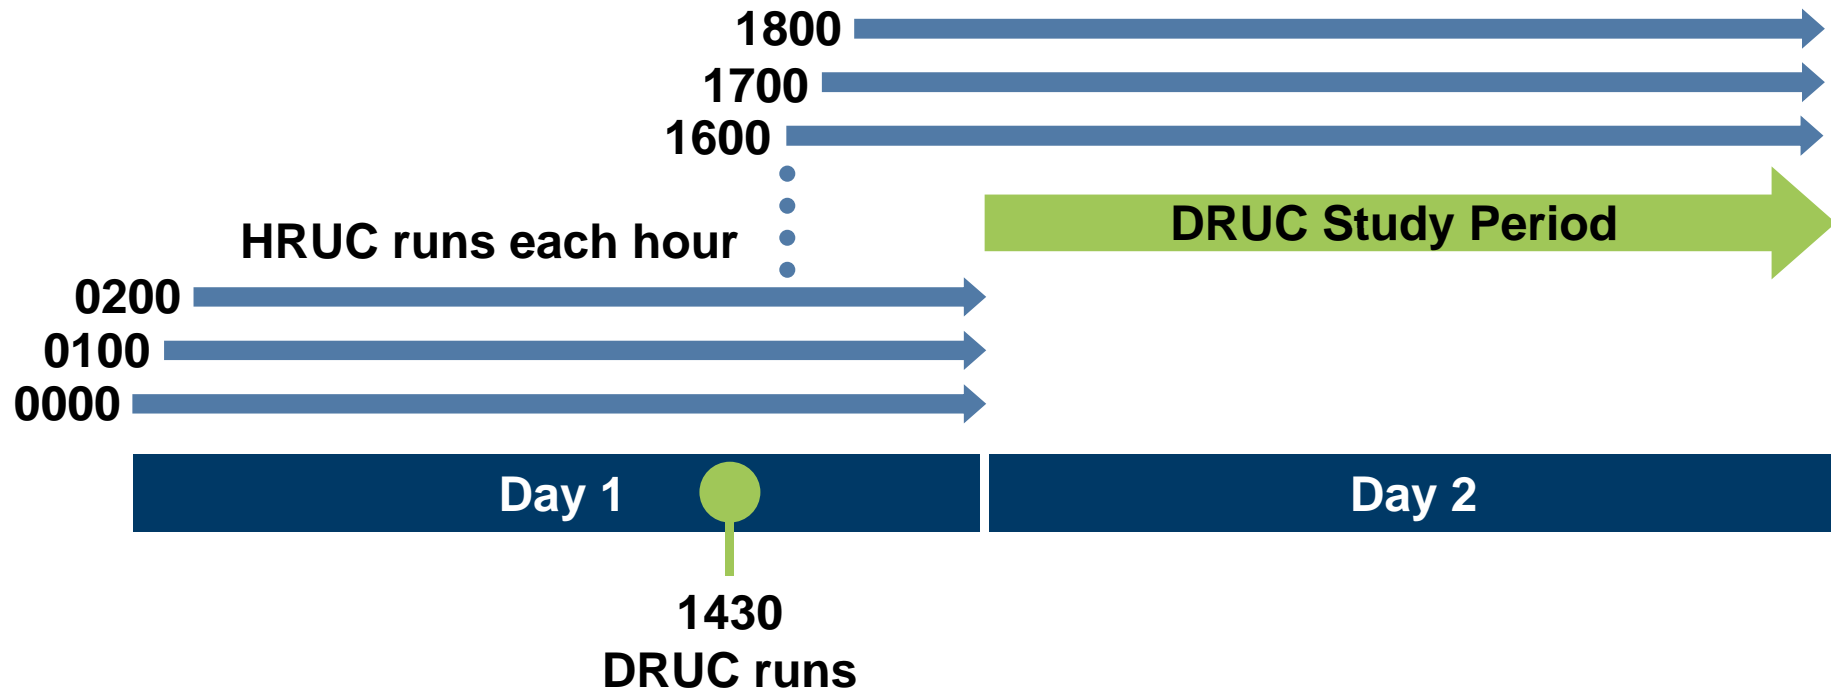 1800
1700
1600
DRUC Study Period
HRUC runs each hour
0200
0100
0000
Day 1
Day 2
1430
DRUC runs